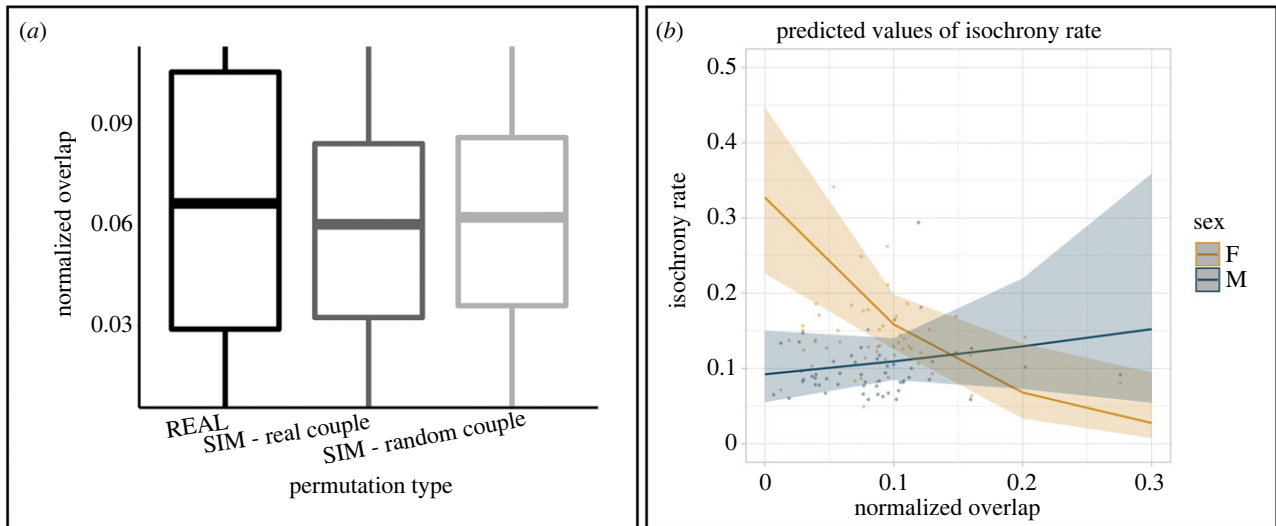 (a)
normalized overlap
0.09
0.06
0.03
REAL
SIM - real couple
SIM - random couple
permutation type
(b)
predicted values of isochrony rate
isochrony rate
0.5
0.4
0.3
0.2
0.1
0
0 0.1 0.2 0.3
normalized overlap
sex
F
M